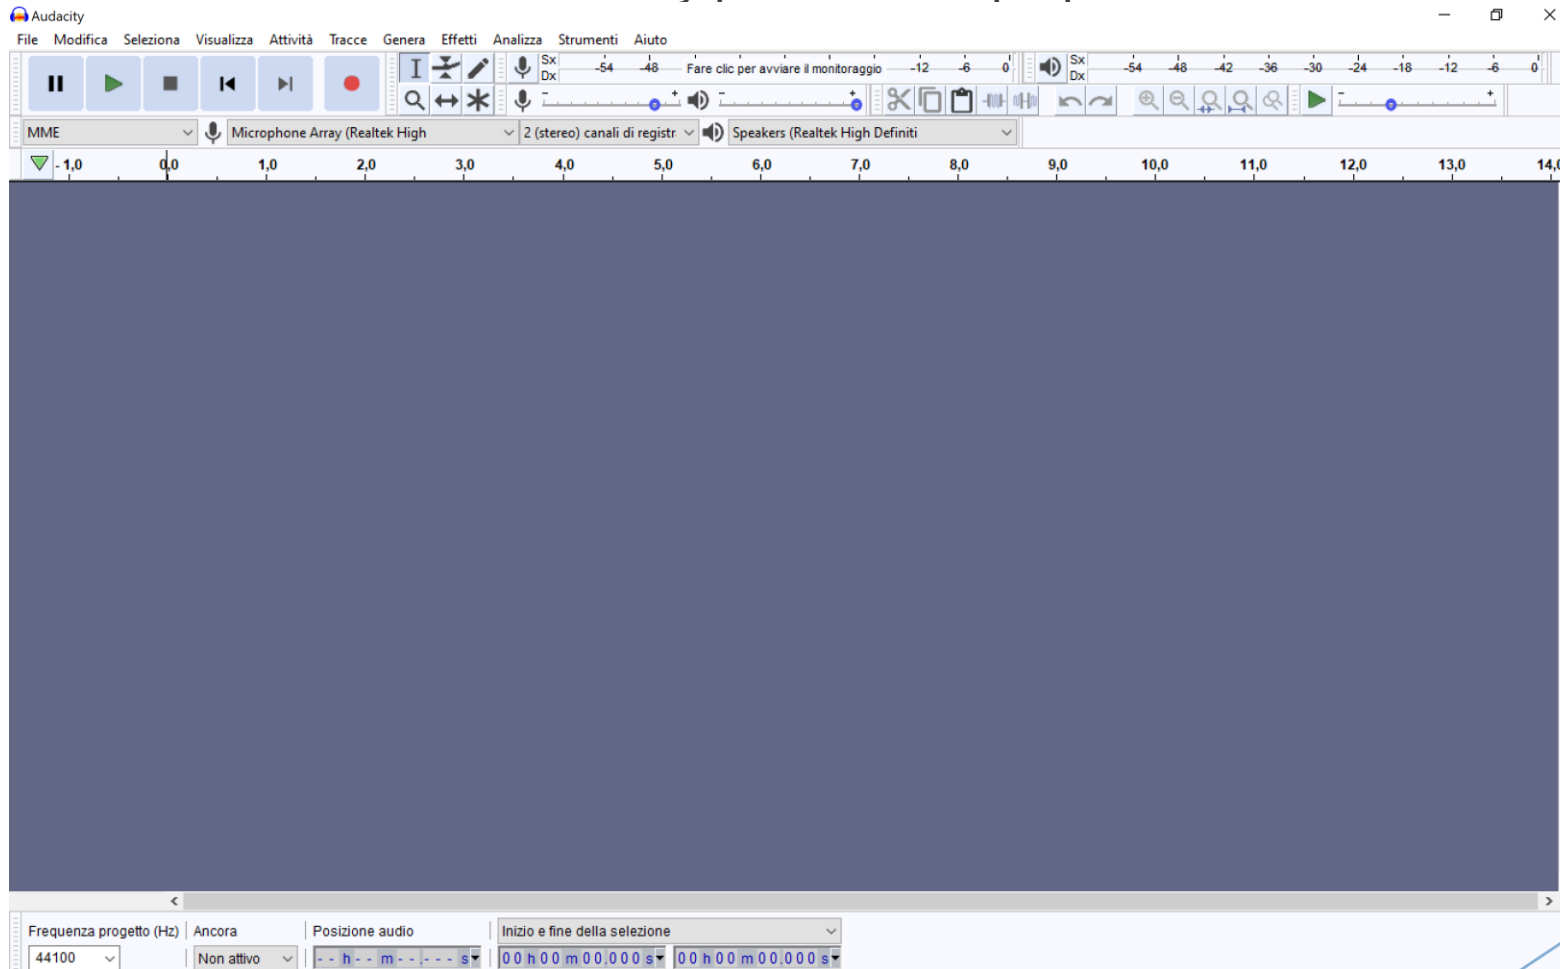 Audacity
File Modifica Seleziona Visualizza Attività Tracce Genera Effetti Analizza Strumenti Aiuto
Sx -54 -48 Fare clic per avviare il monitoraggio -12 -6 0 Sx -54 -48 -42 -36 -30 -24 -18 -12 -6 0
Dx Dx
MME Microphone Array (Realtek High 2 (stereo) canali di registr Speakers (Realtek High Definiti
- 1,0 0,0 1,0 2,0 3,0 4,0 5,0 6,0 7,0 8,0 9,0 10,0 11,0 12,0 13,0 14,0
Frequenza progetto (Hz) Ancora Posizione audio Inizio e fine della selezione
44100 Non attivo - - h - - m - - . - - - s 00 h 00 m 00.000 s 00 h 00 m 00.000 s